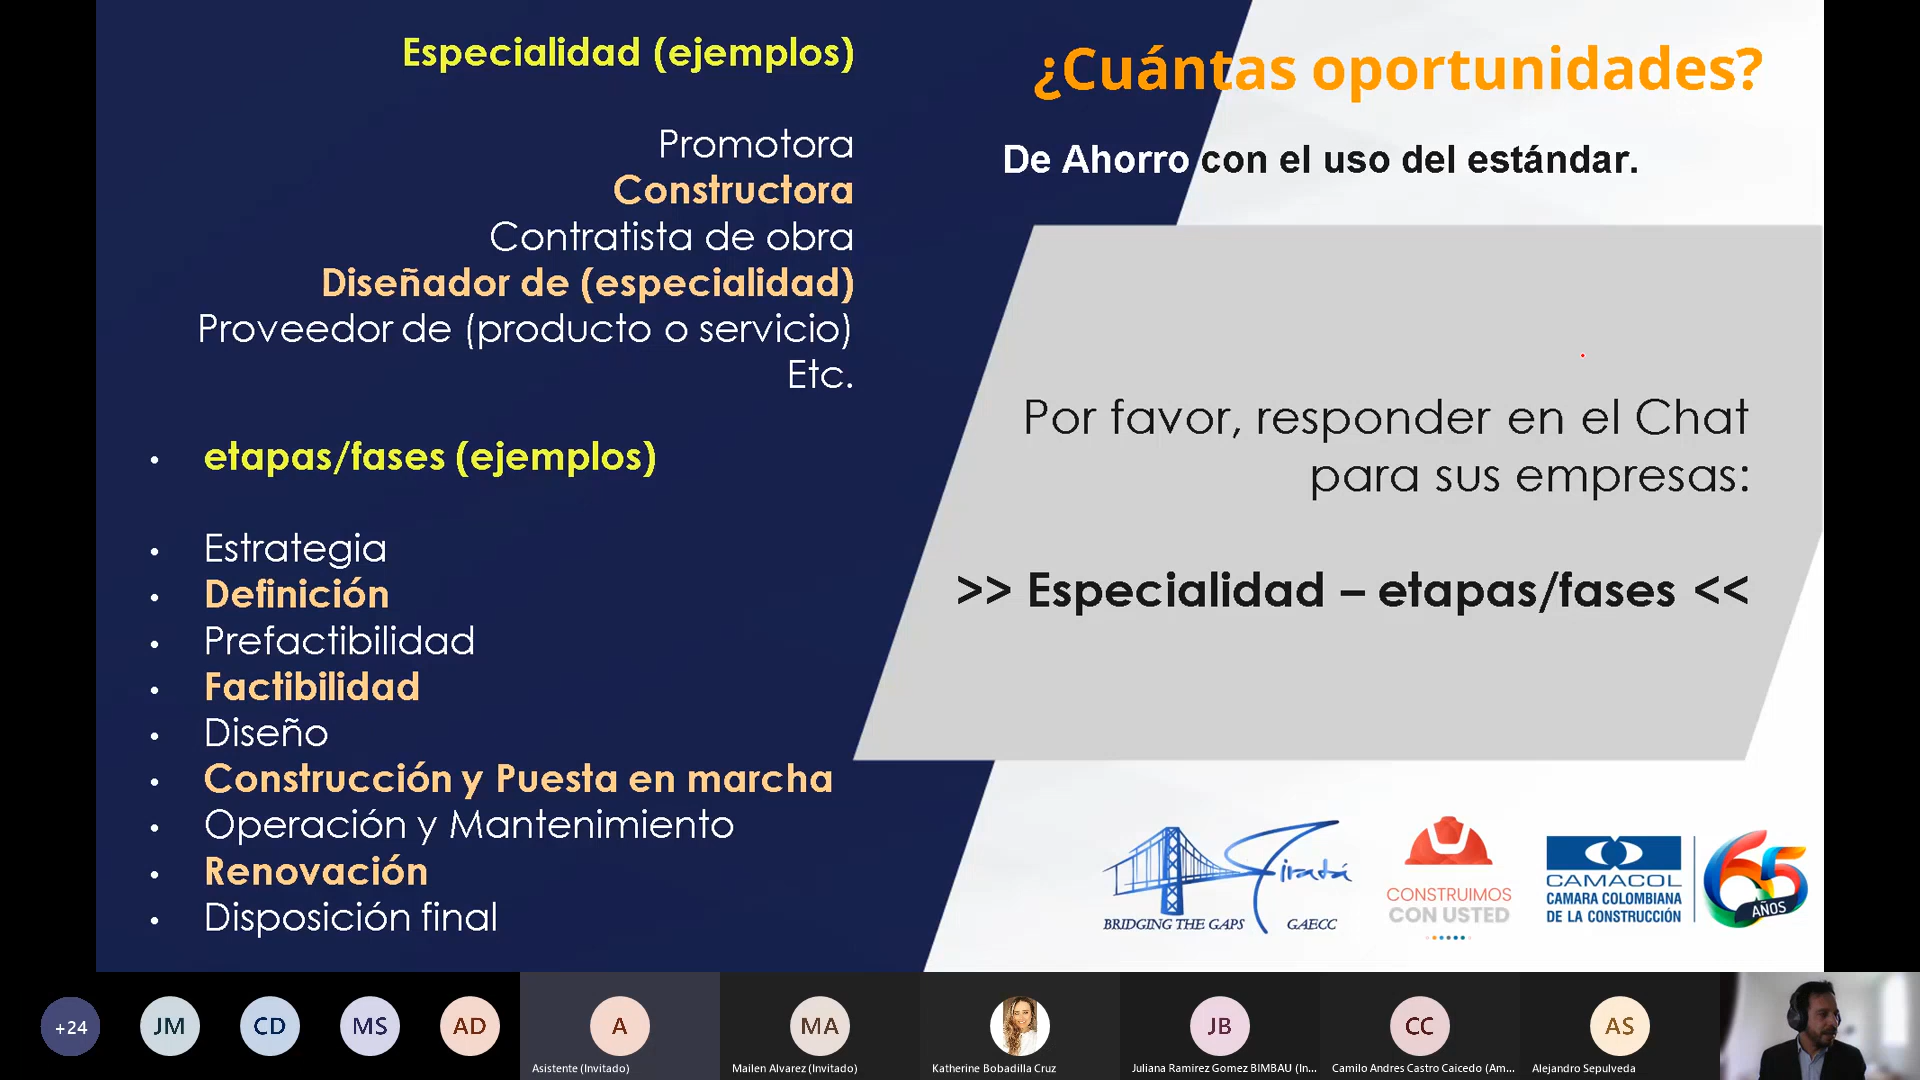 Especialidad (ejemplos)
Promotora
Constructora
Contratista de obra
Diseñador de (especialidad)
Proveedor de (producto o servicio)
Etc.
• etapas/fases (ejemplos)
• Estrategia
• Definición
• Prefactibilidad
• Factibilidad
• Diseño
• Construcción y Puesta en marcha
• Operación y Mantenimiento
• Renovación
• Disposición final
¿Cuántas oportunidades?
De Ahorro con el uso del estándar.
Por favor, responder en el Chat
para sus empresas:
>> Especialidad – etapas/fases <<
Firatá
BRIDGING THE GAPS GAECC
CONSTRUIMOS
CON USTED
CAMACOL
CAMARA COLOMBIANA
DE LA CONSTRUCCIÓN
65
AÑOS
+24
JM
CD
MS
AD
A
MA
JB
CC
AS
Asistente (Invitado)
Mailen Alvarez (Invitado)
Katherine Bobadilla Cruz
Juliana Ramirez Gomez BIMBAU (In...
Camilo Andres Castro Caicedo (Am...
Alejandro Sepulveda